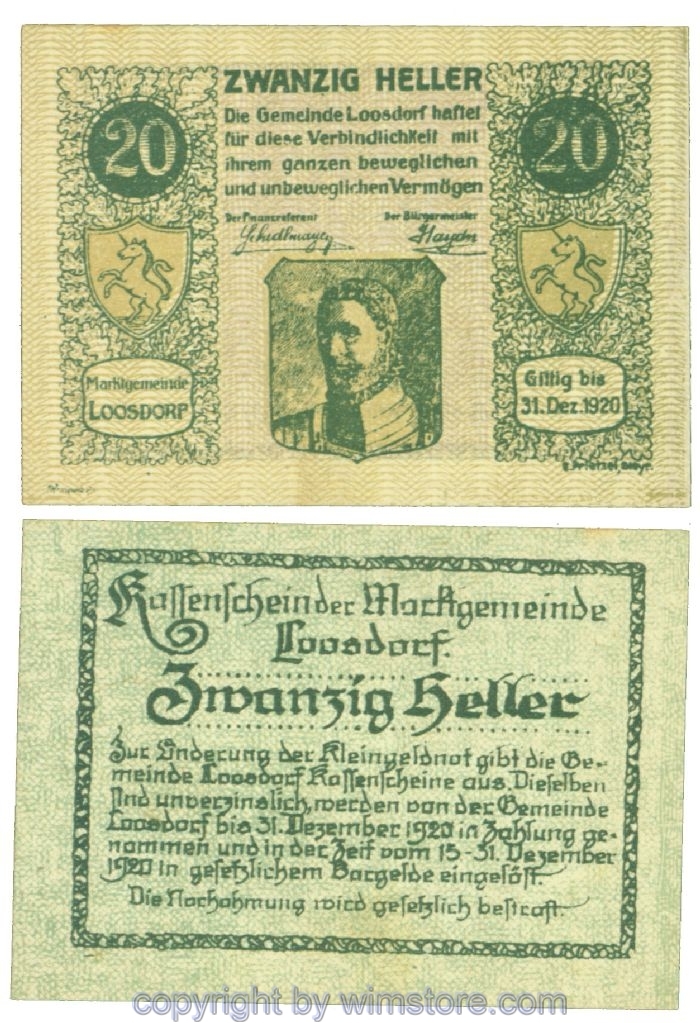 ZWANZIG HELLER
20
20
Die Gemeinde Loosdorf haftet
für diese Verbindlichkeit mit
ihrem ganzen beweglichen
und unbeweglichen Vermögen
Der Finanzreferent
Der Bürgermeister
Schedlmayer
Haydn
Marktgemeinde
LOOSDORF
Giltig bis
31. Dez. 1920
Kassenschein der Marktgemeinde
Loosdorf.
Zwanzig Heller
Zur Linderung der Kleingeldnot gibt die Ge-
meinde Loosdorf Kassenscheine aus. Dieselben
sind unverzinslich, werden von der Gemeinde
Loosdorf bis 31. Dezember 1920 in Zahlung ge-
nommen und in der Zeit vom 15-31. Dezember
1920 in gesetzlichem Bargelde eingelöst.
Die Nachahmung wird gesetzlich bestraft.
copyright by wimstore.com